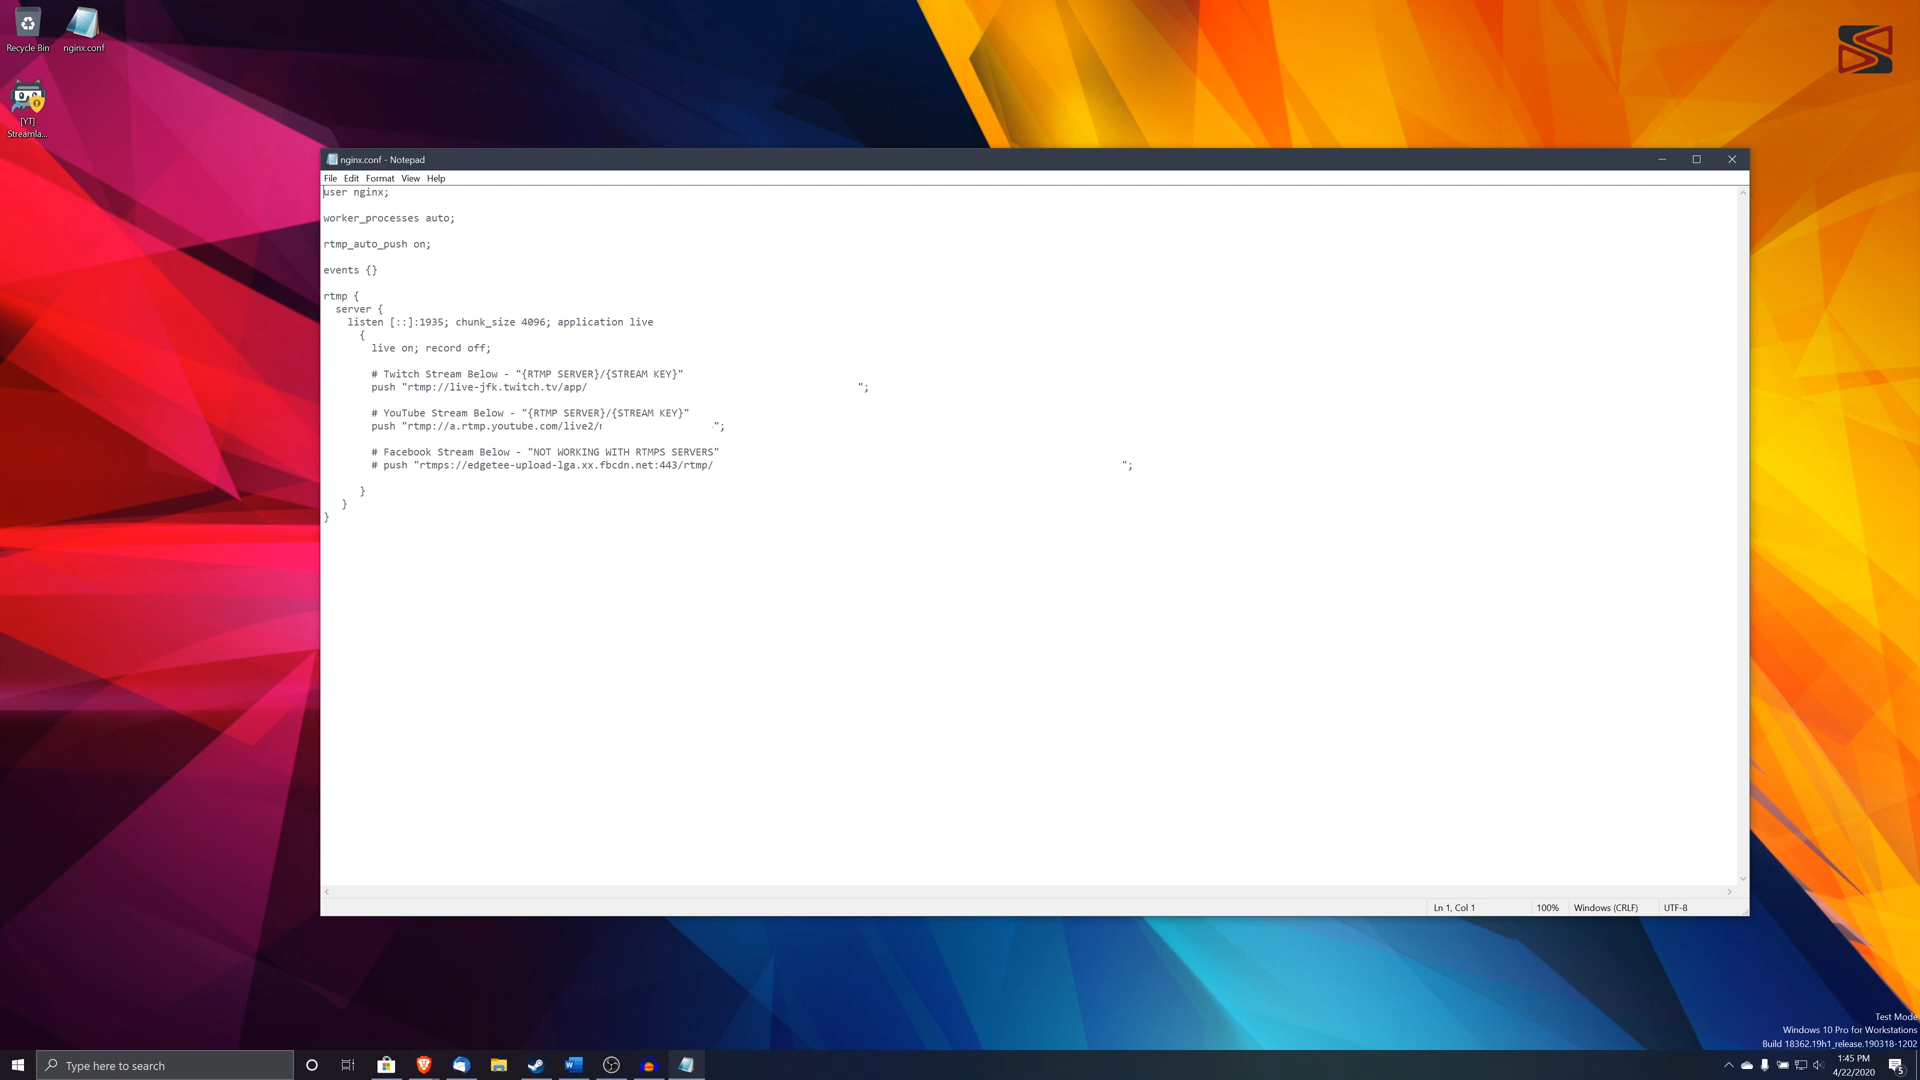 Recycle Bin
nginx.conf
[YT]
Streamla...
nginx.conf - Notepad
File Edit Format View Help
user nginx;
worker_processes auto;
rtmp_auto_push on;
events {}
rtmp {
server {
listen [::]:1935; chunk_size 4096; application live
{
live on; record off;
# Twitch Stream Below - "{RTMP SERVER}/{STREAM KEY}"
push "rtmp://live-jfk.twitch.tv/app/ ";
# YouTube Stream Below - "{RTMP SERVER}/{STREAM KEY}"
push "rtmp://a.rtmp.youtube.com/live2/ ";
# Facebook Stream Below - "NOT WORKING WITH RTMPS SERVERS"
# push "rtmps://edgetee-upload-lga.xx.fbcdn.net:443/rtmp/ ";
}
}
}
Ln 1, Col 1 100% Windows (CRLF) UTF-8
Test Mode
Windows 10 Pro for Workstations
Build 18362.19h1_release.190318-1202
Type here to search
1:45 PM
4/22/2020
5